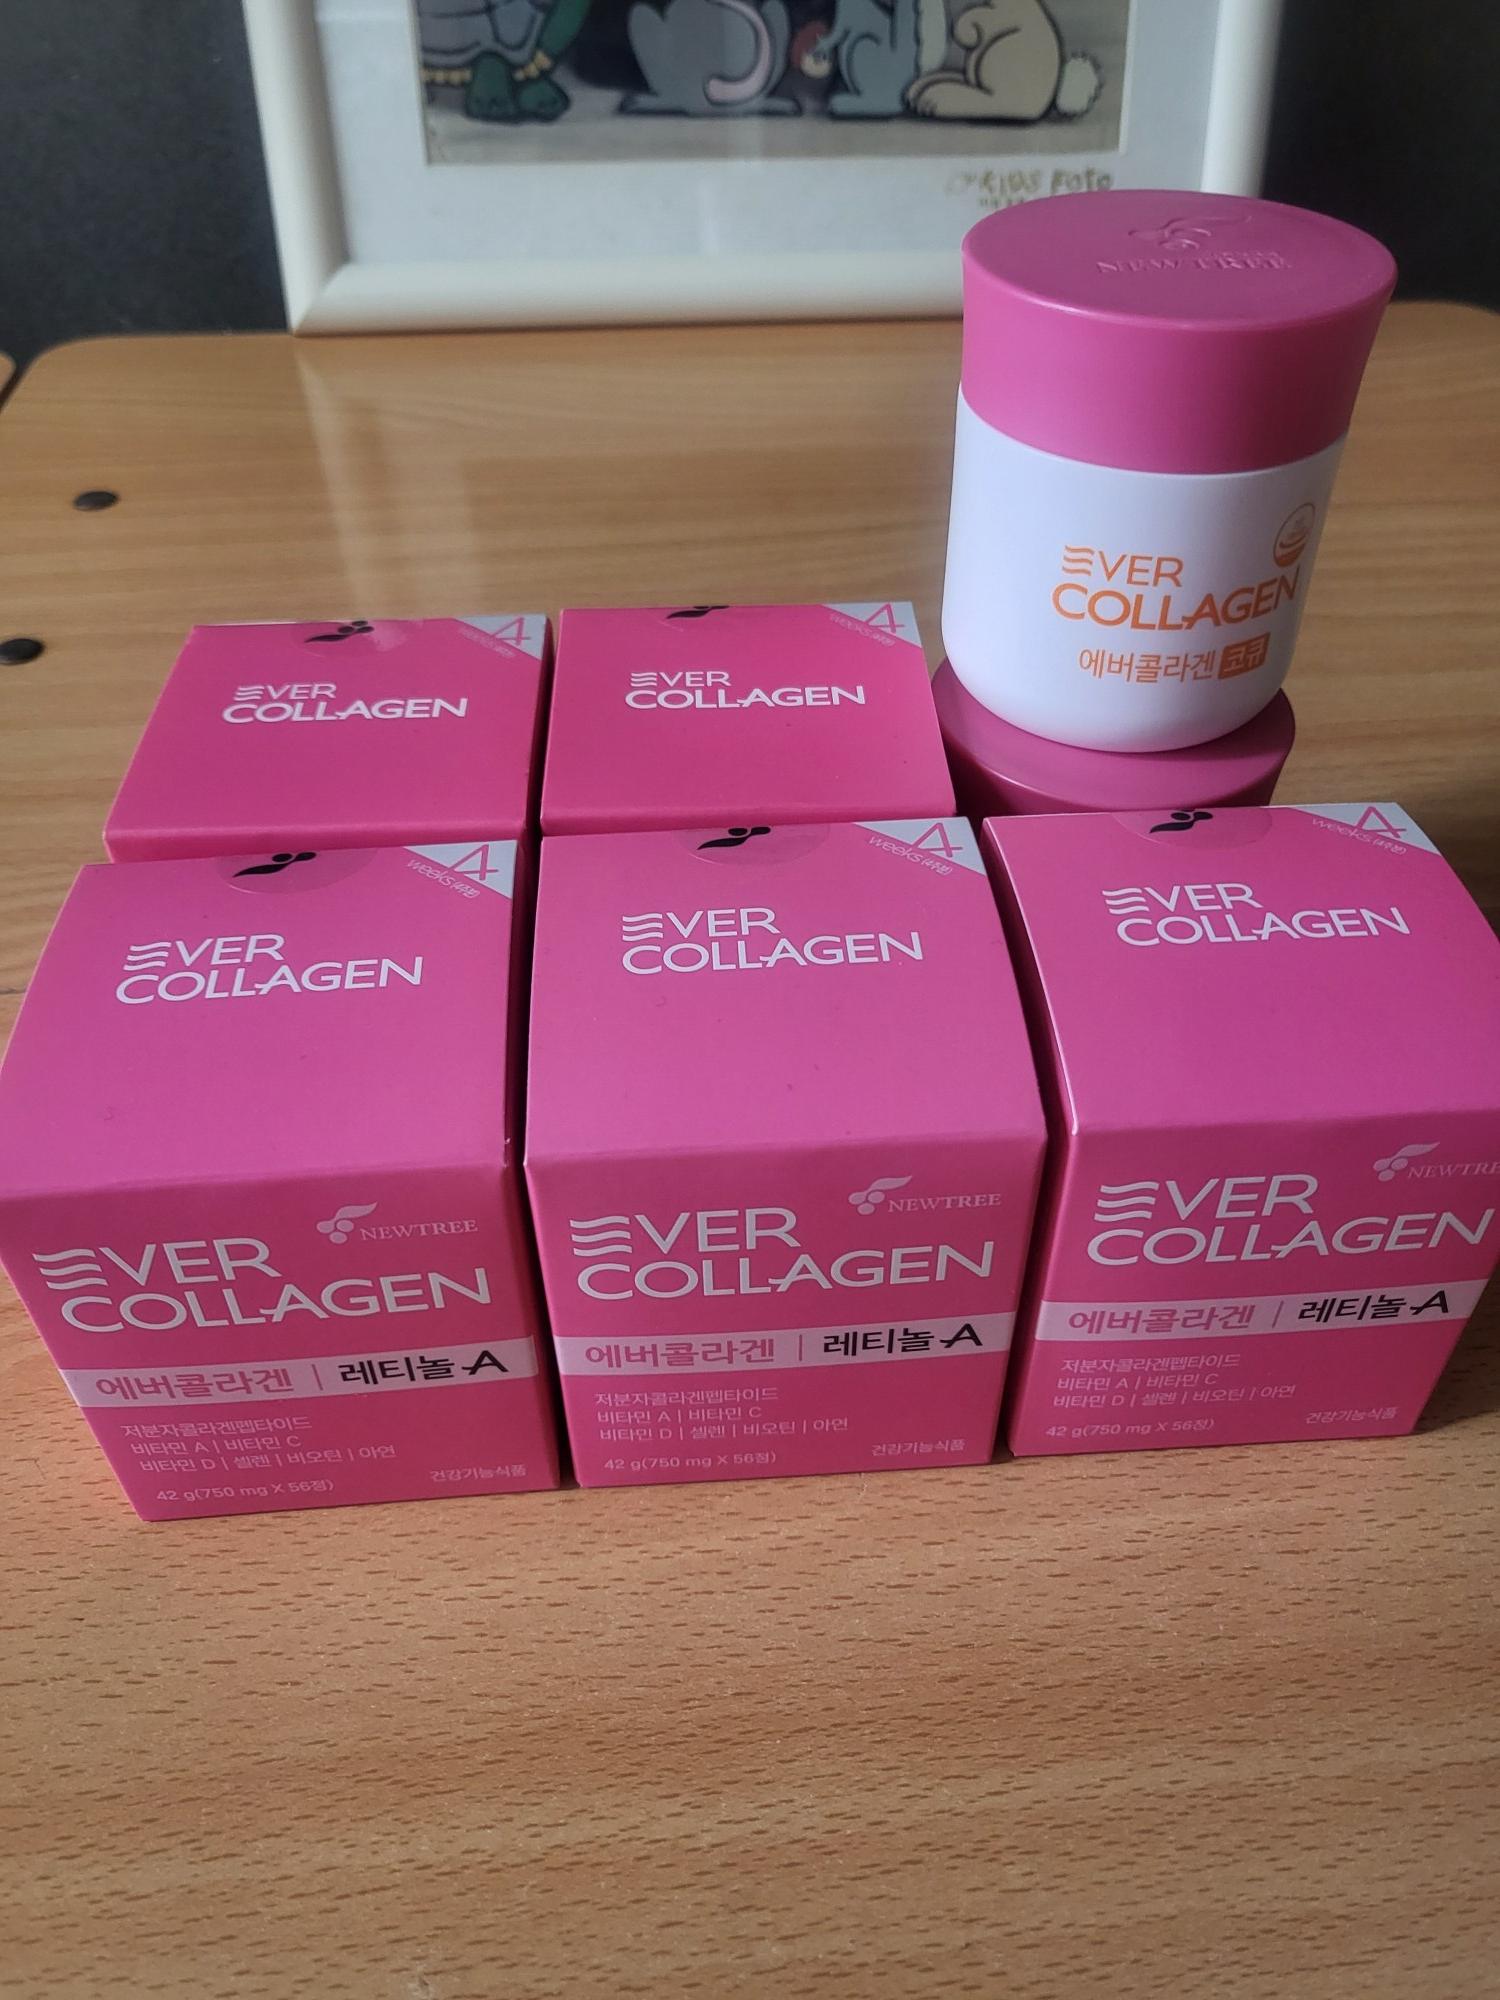 KIDS FOTO
NEWTREE
EVER
COLLAGEN
에버콜라겐 코큐
4
weeks (4주분)
EVER
COLLAGEN
4
weeks (4주분)
EVER
COLLAGEN
4
weeks (4주분)
EVER
COLLAGEN
4
weeks (4주분)
EVER
COLLAGEN
4
weeks (4주분)
EVER
COLLAGEN
NEWTREE
EVER
COLLAGEN
에버콜라겐 | 레티놀 A
저분자콜라겐펩타이드
비타민 A | 비타민 C
비타민 D | 셀렌 | 비오틴 | 아연
42 g(750 mg X 56정)
건강기능식품
NEWTREE
EVER
COLLAGEN
에버콜라겐 | 레티놀 A
저분자콜라겐펩타이드
비타민 A | 비타민 C
비타민 D | 셀렌 | 비오틴 | 아연
42 g(750 mg X 56정)
건강기능식품
NEWTRE
EVER
COLLAGEN
에버콜라겐 | 레티놀 A
저분자콜라겐펩타이드
비타민 A | 비타민 C
비타민 D | 셀렌 | 비오틴 | 아연
42 g(750 mg X 56정)
건강기능식품